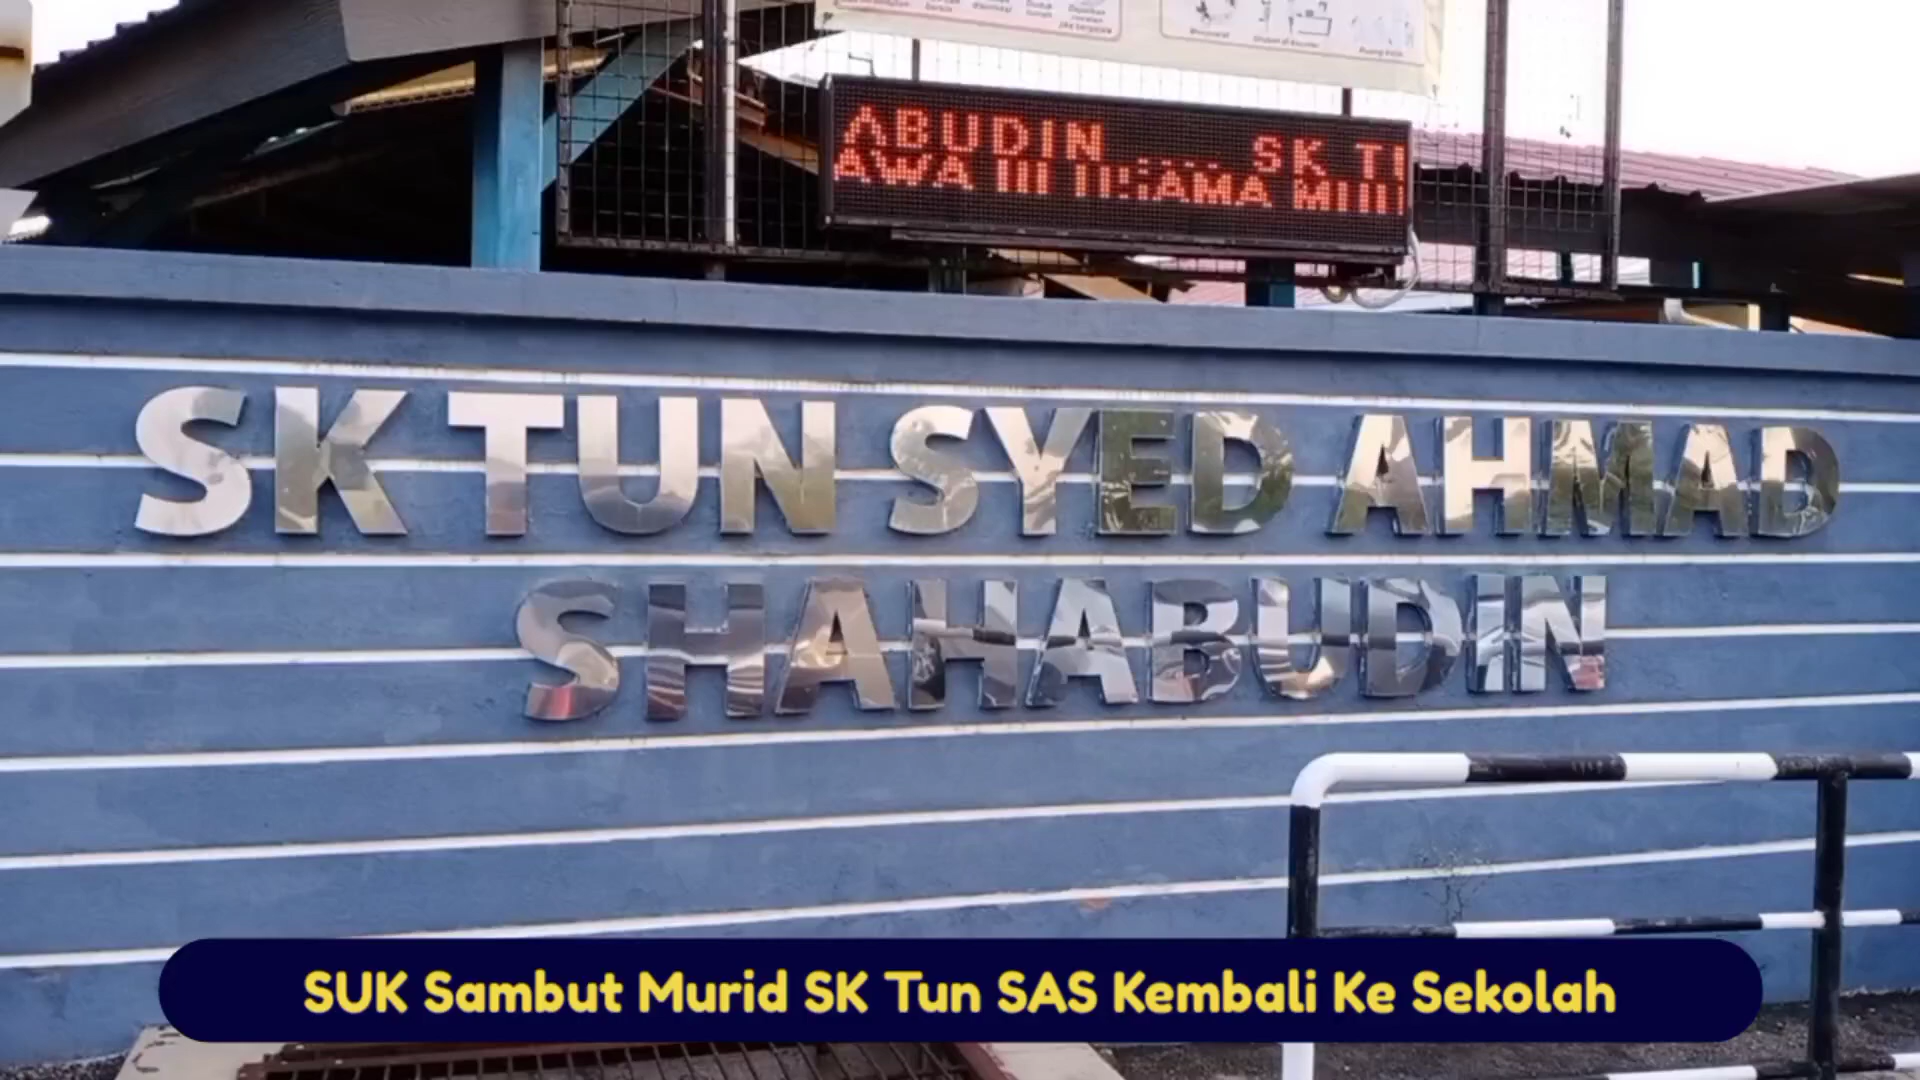 ABUDIN .... SK T
SK TUN SYED AHMAD
SHAHABUDIN
SUK Sambut Murid SK Tun SAS Kembali Ke Sekolah